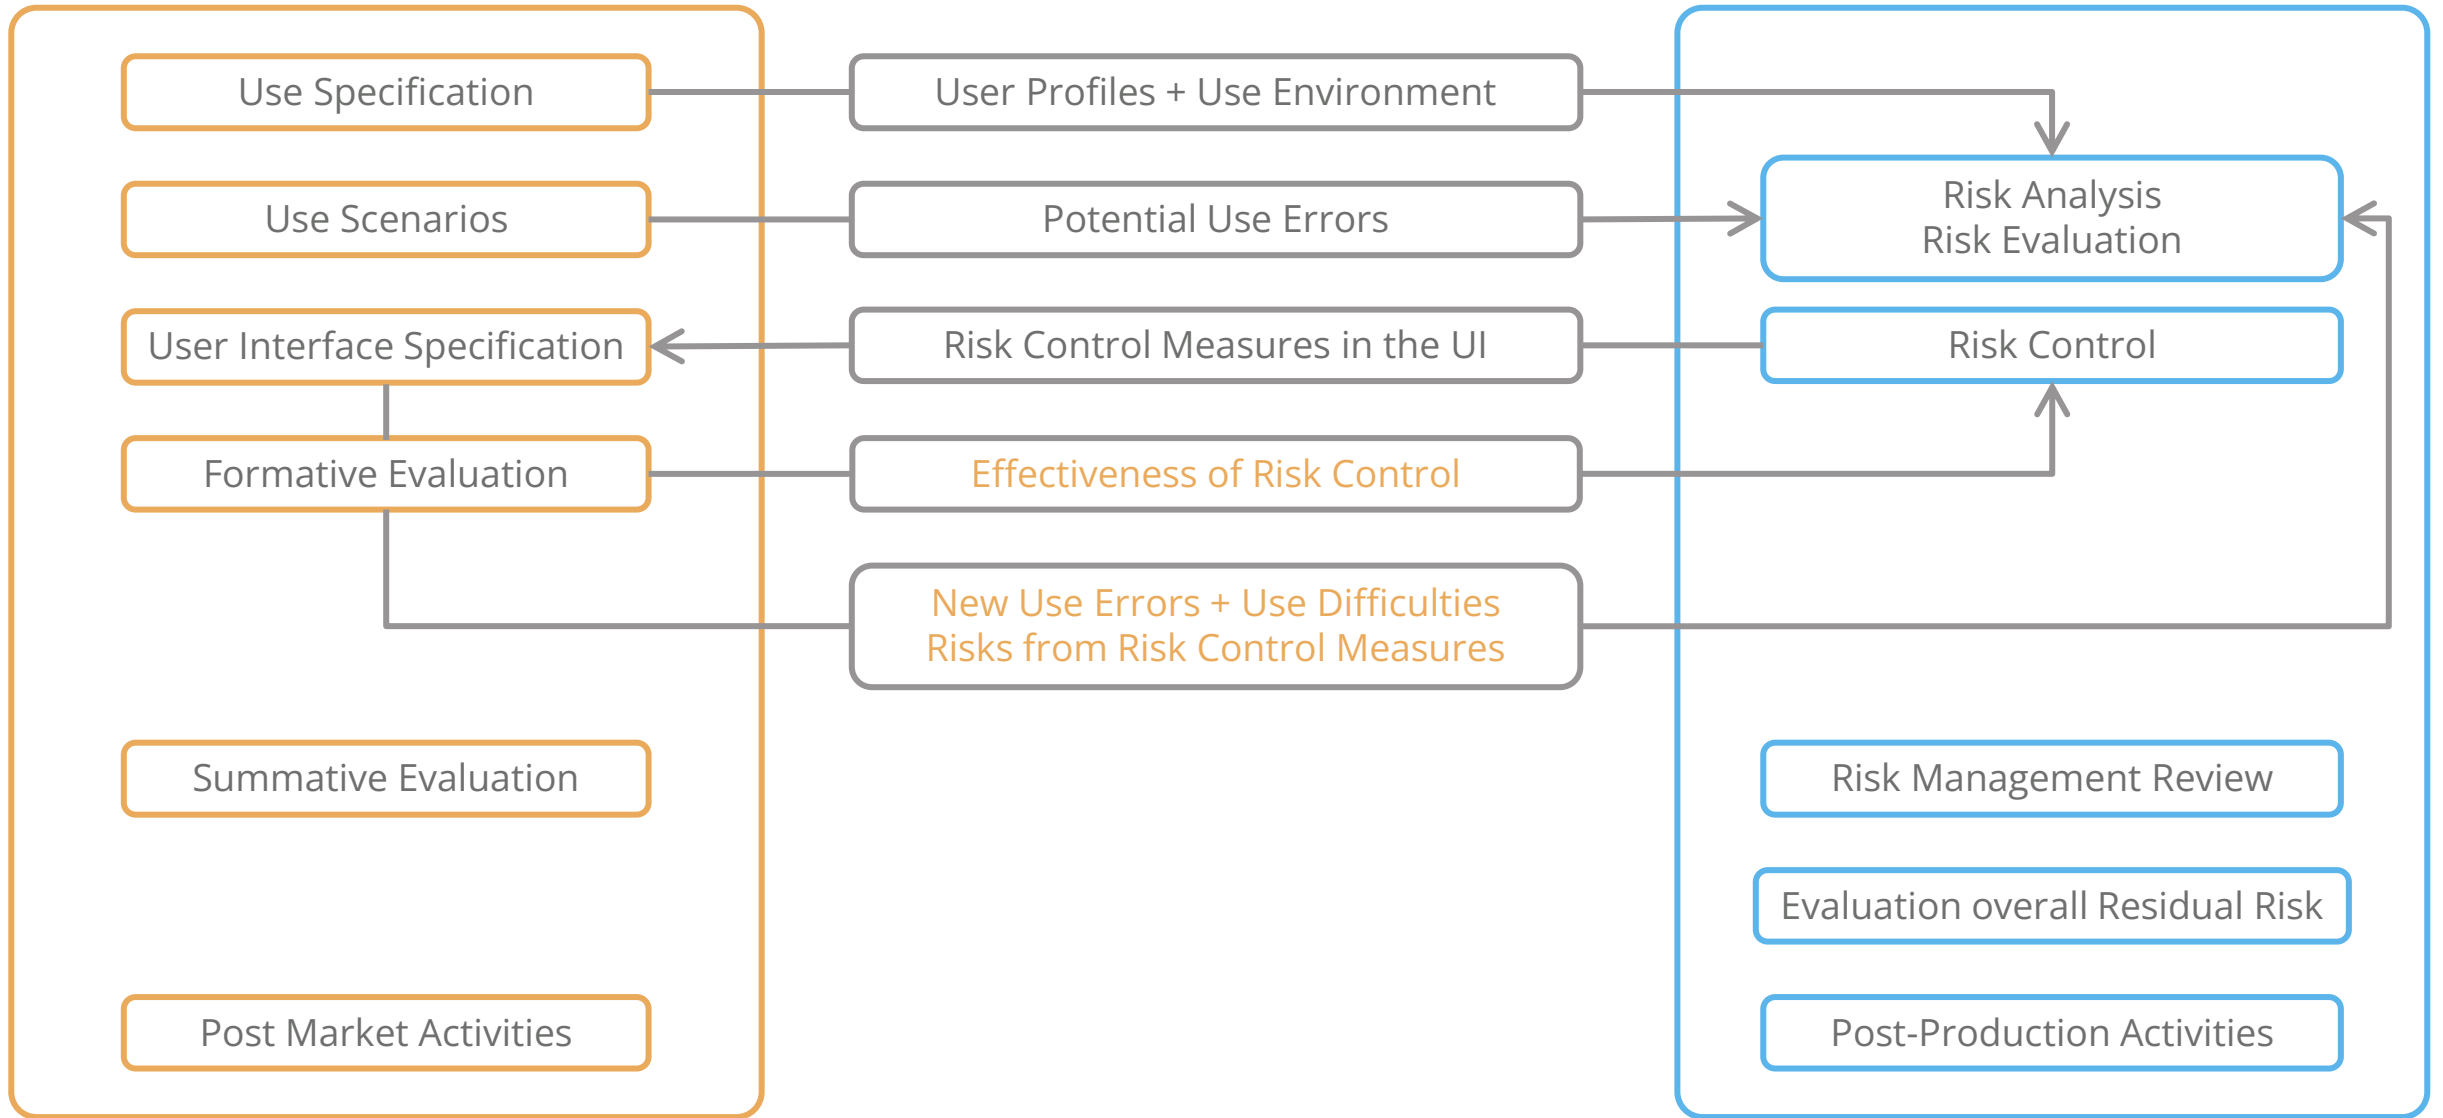 Use Specification
User Profiles + Use Environment
Use Scenarios
Potential Use Errors
Risk Analysis
Risk Evaluation
User Interface Specification
Risk Control Measures in the UI
Risk Control
Formative Evaluation
Effectiveness of Risk Control
New Use Errors + Use Difficulties
Risks from Risk Control Measures
Summative Evaluation
Risk Management Review
Evaluation overall Residual Risk
Post Market Activities
Post-Production Activities